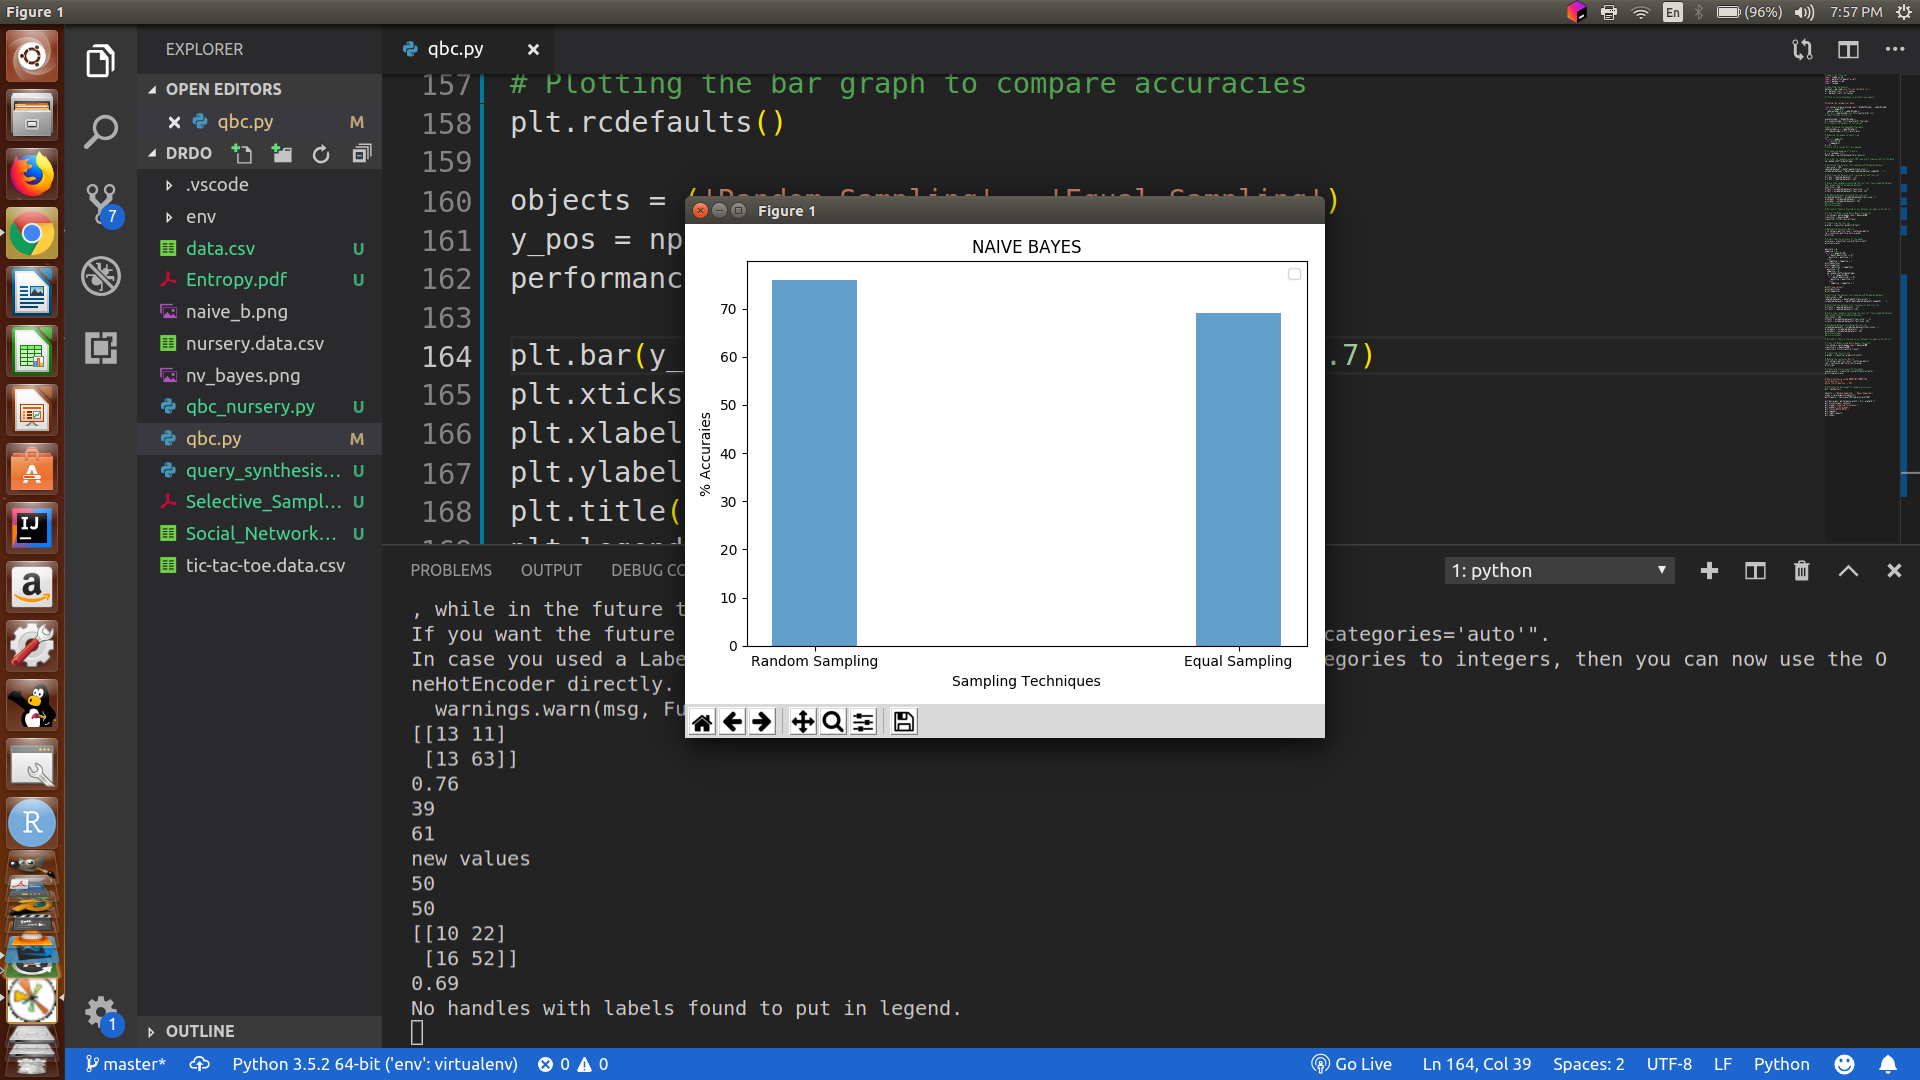 Figure 1
En
(96%)
7:57 PM
EXPLORER
OPEN EDITORS
qbc.py M
DRDO
.vscode
env
data.csv U
Entropy.pdf U
naive_b.png
nursery.data.csv
nv_bayes.png
qbc_nursery.py U
qbc.py M
query_synthesis... U
Selective_Sampl... U
Social_Network... U
tic-tac-toe.data.csv
OUTLINE
7
1
qbc.py
157 # Plotting the bar graph to compare accuracies
158 plt.rcdefaults()
159
160 objects = ('Random Sampling', 'Equal Sampling')
161 y_pos = np
162 performanc
163
164 plt.bar(y_ .7)
165 plt.xticks
166 plt.xlabel
167 plt.ylabel
168 plt.title(
169 plt.legend
Figure 1
NAIVE BAYES
70
60
50
40
30
20
10
0
% Accuraies
Random Sampling
Equal Sampling
Sampling Techniques
PROBLEMS OUTPUT DEBUG CO
1: python
, while in the future t
If you want the future categories='auto'".
In case you used a Labe egories to integers, then you can now use the O
neHotEncoder directly.
warnings.warn(msg, Fu
[[13 11]
[13 63]]
0.76
39
61
new values
50
50
[[10 22]
[16 52]]
0.69
No handles with labels found to put in legend.
master*
Python 3.5.2 64-bit ('env': virtualenv)
0
0
Go Live
Ln 164, Col 39
Spaces: 2
UTF-8
LF
Python
IJ
a
R